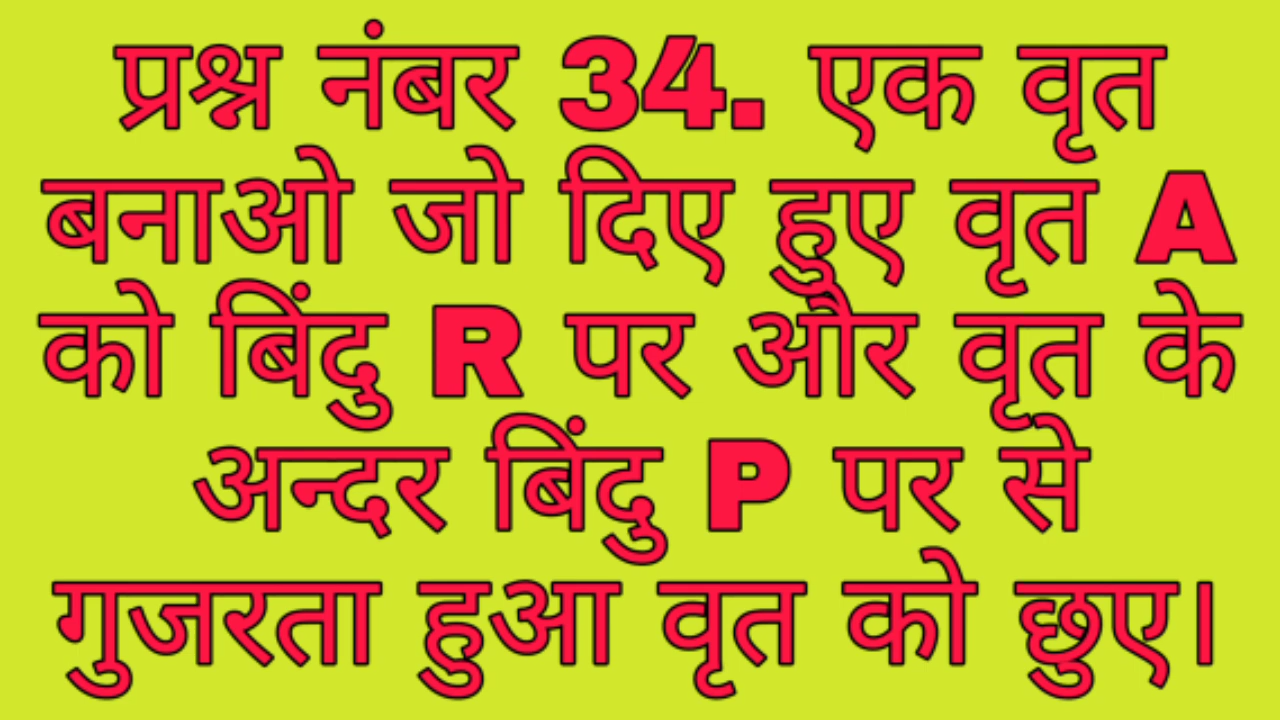 प्रश्न नंबर 34. एक वृत
बनाओ जो दिए हुए वृत A
को बिंदु R पर और वृत के
अन्दर बिंदु P पर से
गुजरता हुआ वृत को छुए।